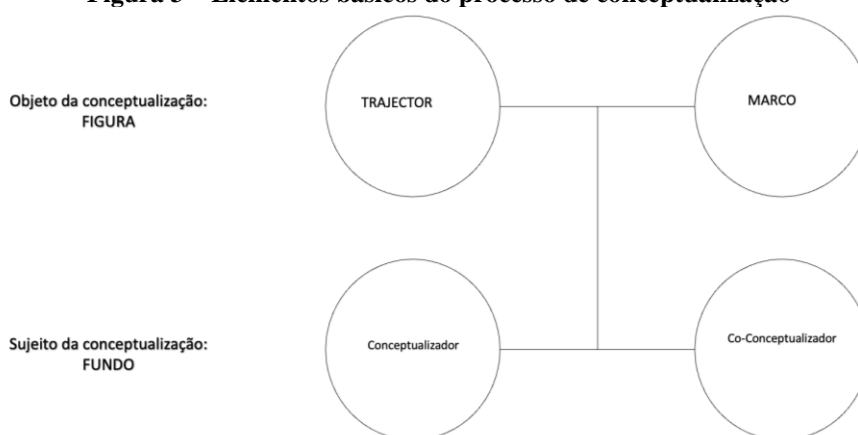 Figura 3 – Elementos básicos do processo de conceptualização
Objeto da conceptualização:
FIGURA
TRAJECTOR
MARCO
Sujeito da conceptualização:
FUNDO
Conceptualizador
Co-Conceptualizador